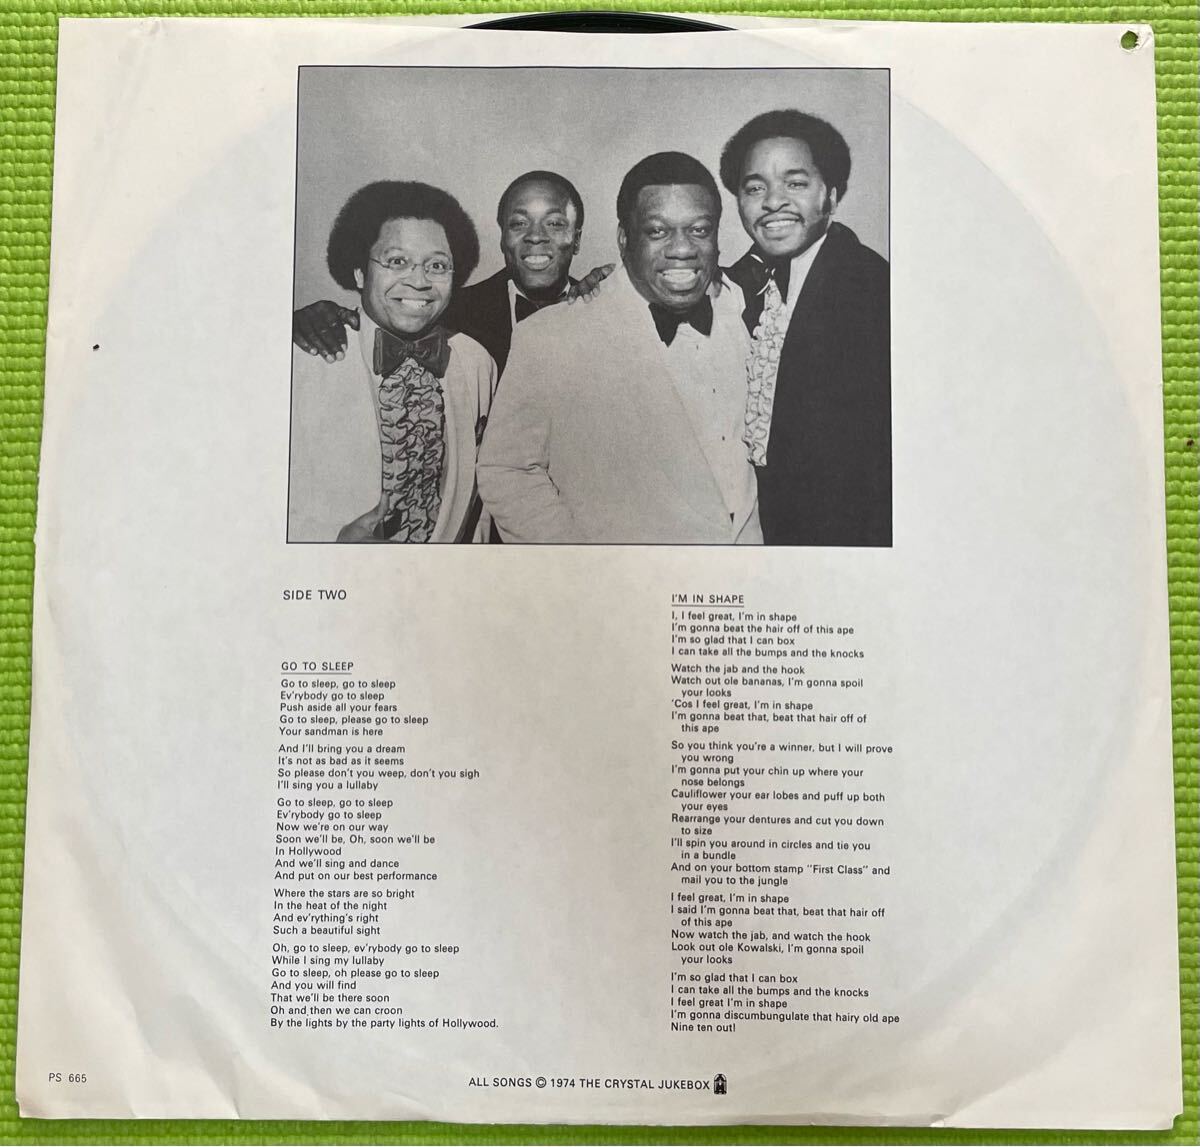 SIDE TWO
GO TO SLEEP
Go to sleep, go to sleep
Ev'rybody go to sleep
Push aside all your fears
Go to sleep, please go to sleep
Your sandman is here
And I'll bring you a dream
It's not as bad as it seems
So please don't you weep, don't you sigh
I'll sing you a lullaby
Go to sleep, go to sleep
Ev'rybody go to sleep
Now we're on our way
Soon we'll be, Oh, soon we'll be
In Hollywood
And we'll sing and dance
And put on our best performance
Where the stars are so bright
In the heat of the night
And ev'rything's right
Such a beautiful sight
Oh, go to sleep, ev'rybody go to sleep
While I sing my lullaby
Go to sleep, oh please go to sleep
And you will find
That we'll be there soon
Oh and then we can croon
By the lights by the party lights of Hollywood.
I'M IN SHAPE
I, I feel great, I'm in shape
I'm gonna beat the hair off of this ape
I'm so glad that I can box
I can take all the bumps and the knocks
Watch the jab and the hook
Watch out ole bananas, I'm gonna spoil
your looks
'Cos I feel great, I'm in shape
I'm gonna beat that, beat that hair off of
this ape
So you think you're a winner, but I will prove
you wrong
I'm gonna put your chin up where your
nose belongs
Cauliflower your ear lobes and puff up both
your eyes
Rearrange your dentures and cut you down
to size
I'll spin you around in circles and tie you
in a bundle
And on your bottom stamp "First Class" and
mail you to the jungle
I feel great, I'm in shape
I said I'm gonna beat that, beat that hair off
of this ape
Now watch the jab, and watch the hook
Look out ole Kowalski, I'm gonna spoil
your looks
I'm so glad that I can box
I can take all the bumps and the knocks
I feel great I'm in shape
I'm gonna discumbungulate that hairy old ape
Nine ten out!
PS 665
ALL SONGS © 1974 THE CRYSTAL JUKEBOX